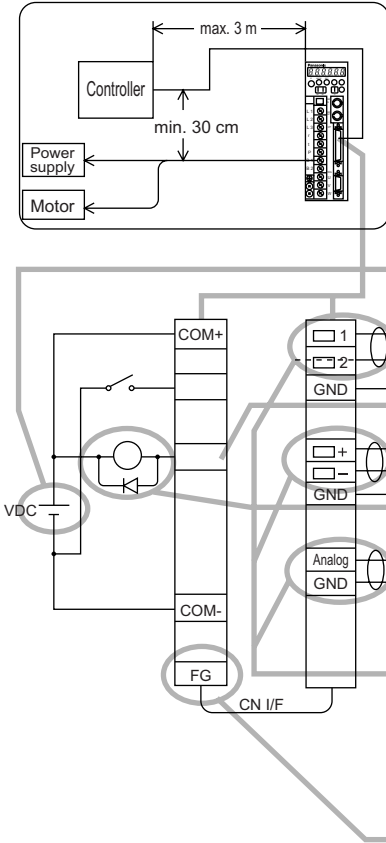 max. 3 m
Controller
Panasonic
min. 30 cm
Power
supply
Motor
COM+
1
2
GND
+
−
GND
VDC
Analog
GND
COM-
FG
CN I/F